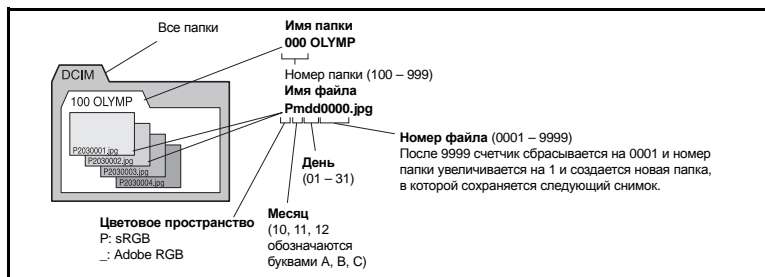 Все папки
Имя папки
000 OLYMP
Номер папки (100 – 999)
DCIM
100 OLYMP
P2030001.jpg
P2030002.jpg
P2030003.jpg
P2030004.jpg
Имя файла
Pmdd0000.jpg
Номер файла (0001 – 9999)
После 9999 счетчик сбрасывается на 0001 и номер
папки увеличивается на 1 и создается новая папка,
в которой сохраняется следующий снимок.
День
(01 – 31)
Месяц
(10, 11, 12
обозначаются
буквами A, B, C)
Цветовое пространство
P: sRGB
_: Adobe RGB